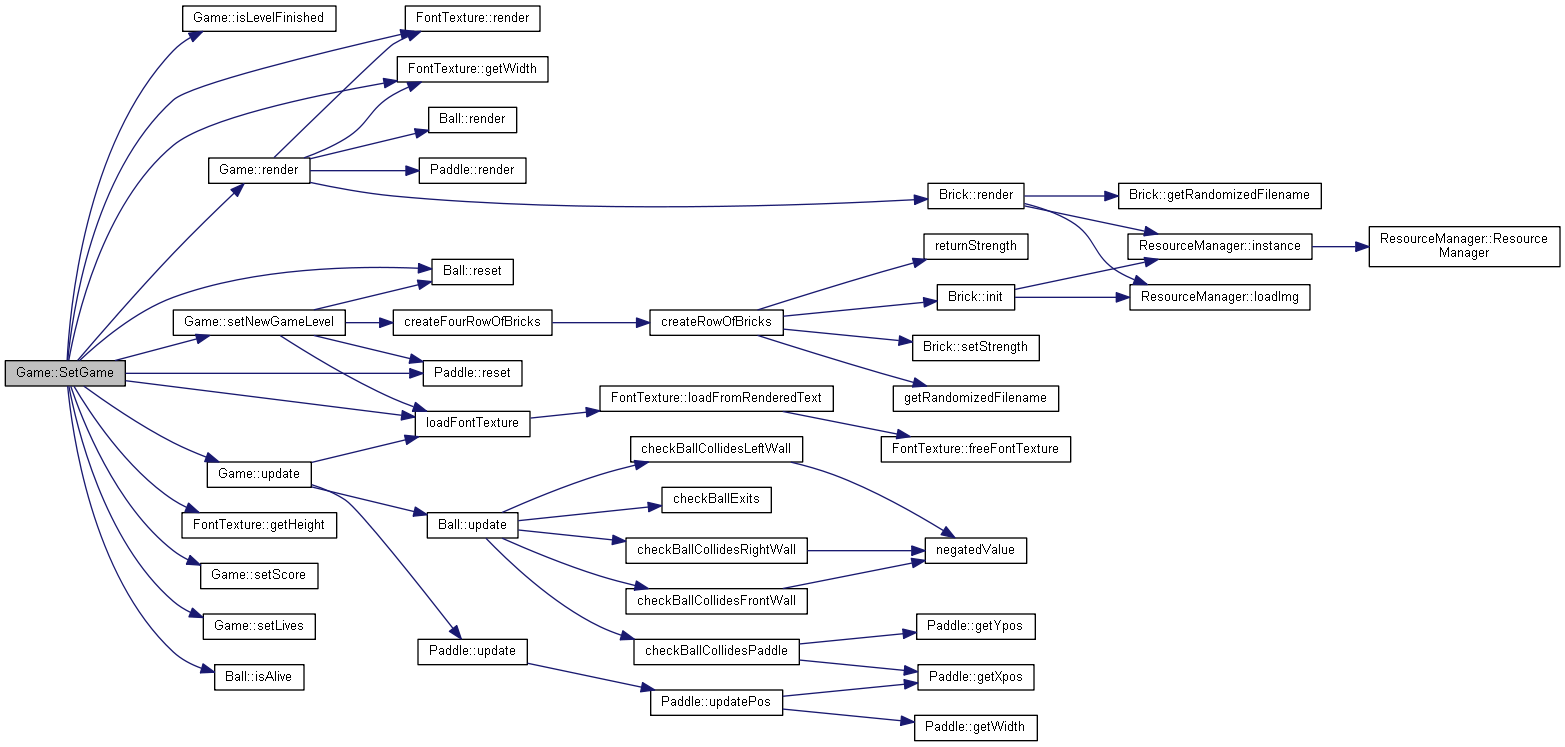 Game::isLevelFinished
FontTexture::render
FontTexture::getWidth
Ball::render
Game::render
Paddle::render
Brick::render
Brick::getRandomizedFilename
returnStrength
ResourceManager::instance
ResourceManager::Resource
Manager
Ball::reset
Brick::init
ResourceManager::loadImg
Game::setNewGameLevel
createFourRowOfBricks
createRowOfBricks
Brick::setStrength
Game::SetGame
Paddle::reset
getRandomizedFilename
FontTexture::loadFromRenderedText
loadFontTexture
checkBallCollidesLeftWall
FontTexture::freeFontTexture
Game::update
checkBallExits
FontTexture::getHeight
Ball::update
checkBallCollidesRightWall
negatedValue
Game::setScore
checkBallCollidesFrontWall
Game::setLives
Paddle::getYpos
Paddle::update
checkBallCollidesPaddle
Ball::isAlive
Paddle::getXpos
Paddle::updatePos
Paddle::getWidth